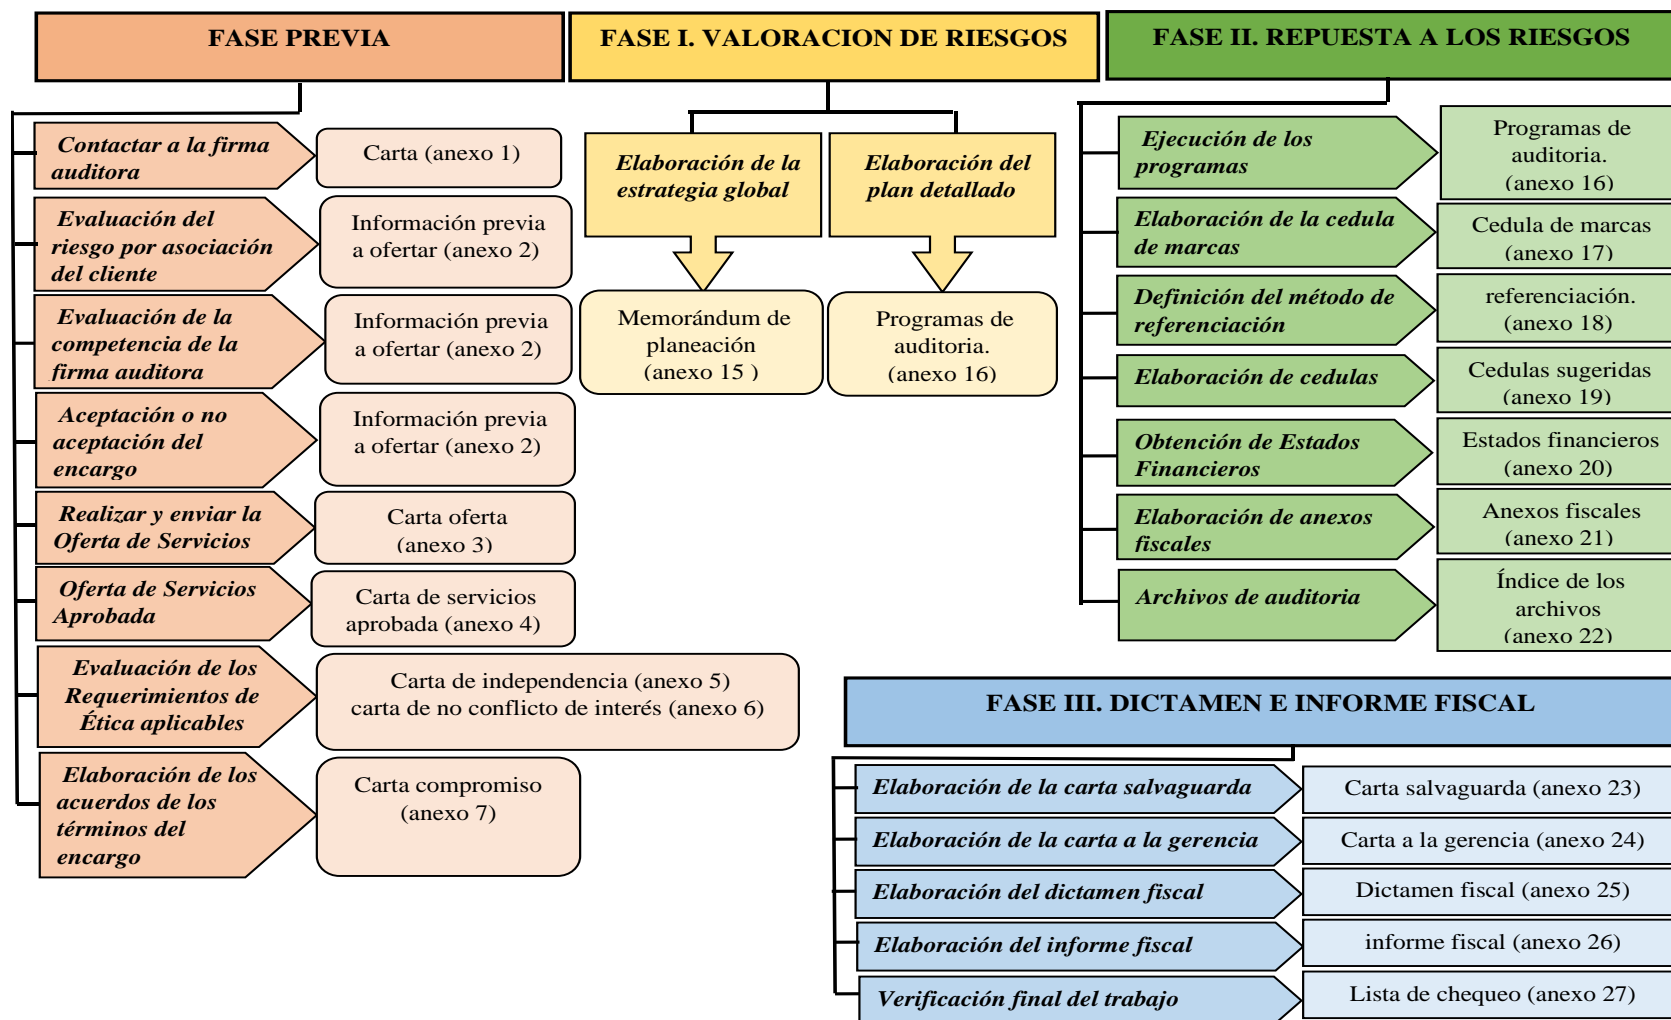 FASE PREVIA
Contactar a la firma
auditora
Carta (anexo 1)
Evaluación del
riesgo por asociación
del cliente
Información previa
a ofertar (anexo 2)
Evaluación de la
competencia de la
firma auditora
Información previa
a ofertar (anexo 2)
Aceptación o no
aceptación del
encargo
Información previa
a ofertar (anexo 2)
Realizar y enviar la
Oferta de Servicios
Carta oferta
(anexo 3)
Oferta de Servicios
Aprobada
Carta de servicios
aprobada (anexo 4)
Evaluación de los
Requerimientos de
Ética aplicables
Carta de independencia (anexo 5)
carta de no conflicto de interés (anexo 6)
Elaboración de los
acuerdos de los
términos del
encargo
Carta compromiso
(anexo 7)
FASE I. VALORACION DE RIESGOS
Elaboración de la
estrategia global
Memorándum de
planeación
(anexo 15 )
Elaboración del
plan detallado
Programas de
auditoria.
(anexo 16)
FASE II. REPUESTA A LOS RIESGOS
Ejecución de los
programas
Programas de
auditoria.
(anexo 16)
Elaboración de la cedula
de marcas
Cedula de marcas
(anexo 17)
Definición del método de
referenciación
referenciación.
(anexo 18)
Elaboración de cedulas
Cedulas sugeridas
(anexo 19)
Obtención de Estados
Financieros
Estados financieros
(anexo 20)
Elaboración de anexos
fiscales
Anexos fiscales
(anexo 21)
Archivos de auditoria
Índice de los
archivos
(anexo 22)
FASE III. DICTAMEN E INFORME FISCAL
Elaboración de la carta salvaguarda
Carta salvaguarda (anexo 23)
Elaboración de la carta a la gerencia
Carta a la gerencia (anexo 24)
Elaboración del dictamen fiscal
Dictamen fiscal (anexo 25)
Elaboración del informe fiscal
informe fiscal (anexo 26)
Verificación final del trabajo
Lista de chequeo (anexo 27)